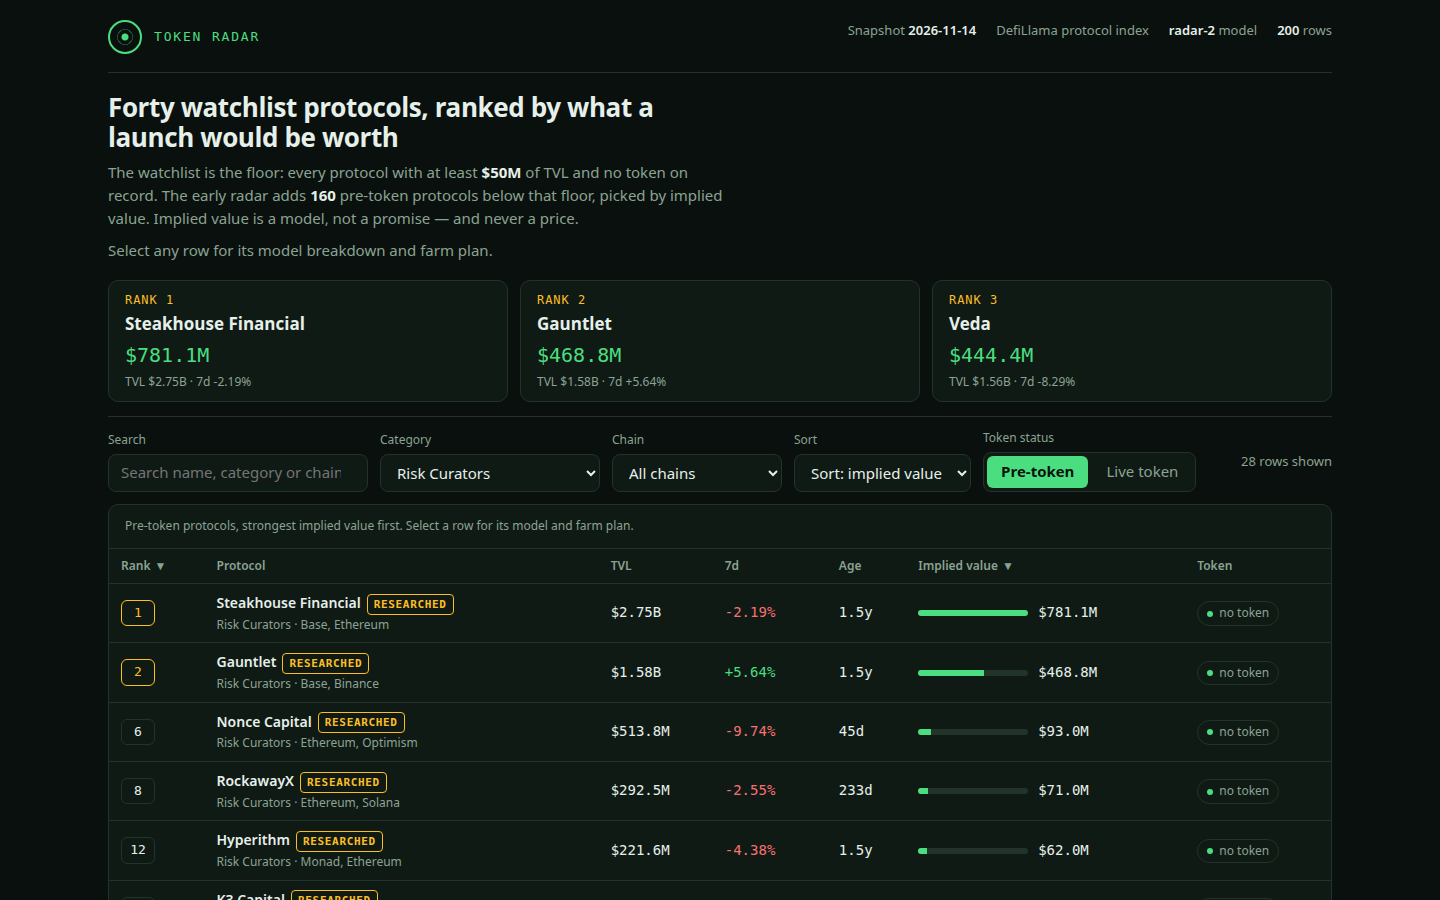 TOKEN RADAR
Snapshot 2026-11-14 DefiLlama protocol index radar-2 model 200 rows
Forty watchlist protocols, ranked by what a
launch would be worth
The watchlist is the floor: every protocol with at least $50M of TVL and no token on
record. The early radar adds 160 pre-token protocols below that floor, picked by implied
value. Implied value is a model, not a promise — and never a price.
Select any row for its model breakdown and farm plan.
RANK 1
Steakhouse Financial
$781.1M
TVL $2.75B · 7d -2.19%
RANK 2
Gauntlet
$468.8M
TVL $1.58B · 7d +5.64%
RANK 3
Veda
$444.4M
TVL $1.56B · 7d -8.29%
Search Category Chain Sort Token status
Search name, category or chain Risk Curators All chains Sort: implied value Pre-token Live token 28 rows shown
Pre-token protocols, strongest implied value first. Select a row for its model and farm plan.
Rank ▼ Protocol TVL 7d Age Implied value ▼ Token
1 Steakhouse Financial RESEARCHED $2.75B -2.19% 1.5y $781.1M no token
Risk Curators · Base, Ethereum
2 Gauntlet RESEARCHED $1.58B +5.64% 1.5y $468.8M no token
Risk Curators · Base, Binance
6 Nonce Capital RESEARCHED $513.8M -9.74% 45d $93.0M no token
Risk Curators · Ethereum, Optimism
8 RockawayX RESEARCHED $292.5M -2.55% 233d $71.0M no token
Risk Curators · Ethereum, Solana
12 Hyperithm RESEARCHED $221.6M -4.38% 1.5y $62.0M no token
Risk Curators · Monad, Ethereum
K3 Capital RESEARCHED